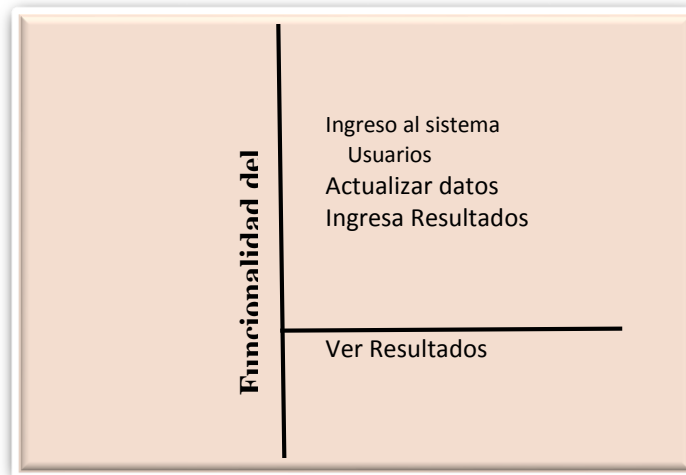 Funcionalidad del
Ingreso al sistema
Usuarios
Actualizar datos
Ingresa Resultados
Ver Resultados